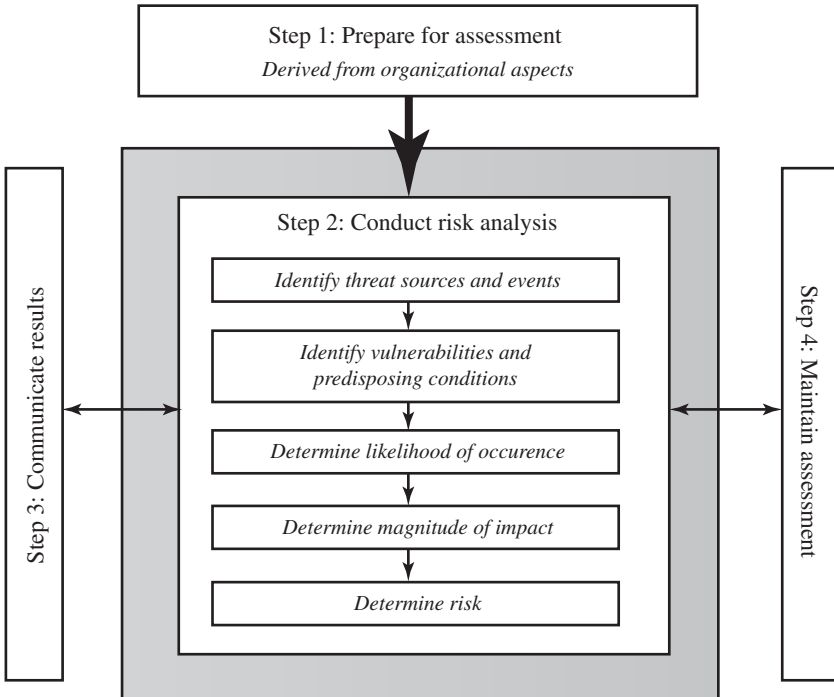 Step 1: Prepare for assessment
Derived from organizational aspects
Step 2: Conduct risk analysis
Identify threat sources and events
Identify vulnerabilities and
predisposing conditions
Determine likelihood of occurence
Determine magnitude of impact
Determine risk
Step 3: Communicate results
Step 4: Maintain assessment